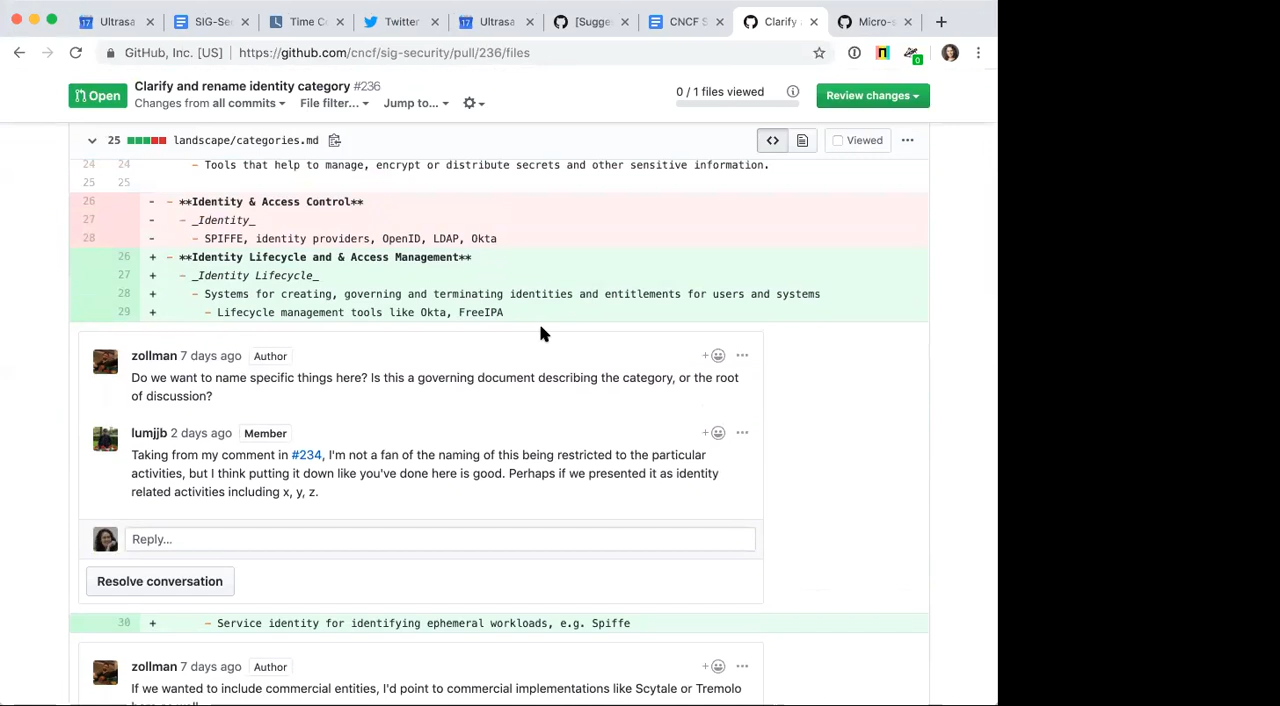 Ultrasa
SIG-Se
Time C
Twitter
Ultrasa
[Sugge
CNCF S
Clarify
Micro-s
GitHub, Inc. [US] https://github.com/cncf/sig-security/pull/236/files
0
Open
Clarify and rename identity category #236
Changes from all commits File filter... Jump to...
0 / 1 files viewed
Review changes
25 landscape/categories.md
Viewed
24 24 - Tools that help to manage, encrypt or distribute secrets and other sensitive information.
25 25
26 - - **Identity & Access Control**
27 - - _Identity_
28 - - SPIFFE, identity providers, OpenID, LDAP, Okta
26 + - **Identity Lifecycle and & Access Management**
27 + - _Identity Lifecycle_
28 + - Systems for creating, governing and terminating identities and entitlements for users and systems
29 + - Lifecycle management tools like Okta, FreeIPA
zollman 7 days ago Author
Do we want to name specific things here? Is this a governing document describing the category, or the root
of discussion?
lumjjb 2 days ago Member
Taking from my comment in #234, I'm not a fan of the naming of this being restricted to the particular
activities, but I think putting it down like you've done here is good. Perhaps if we presented it as identity
related activities including x, y, z.
Reply...
Resolve conversation
30 + - Service identity for identifying ephemeral workloads, e.g. Spiffe
zollman 7 days ago Author
If we wanted to include commercial entities, I'd point to commercial implementations like Scytale or Tremolo